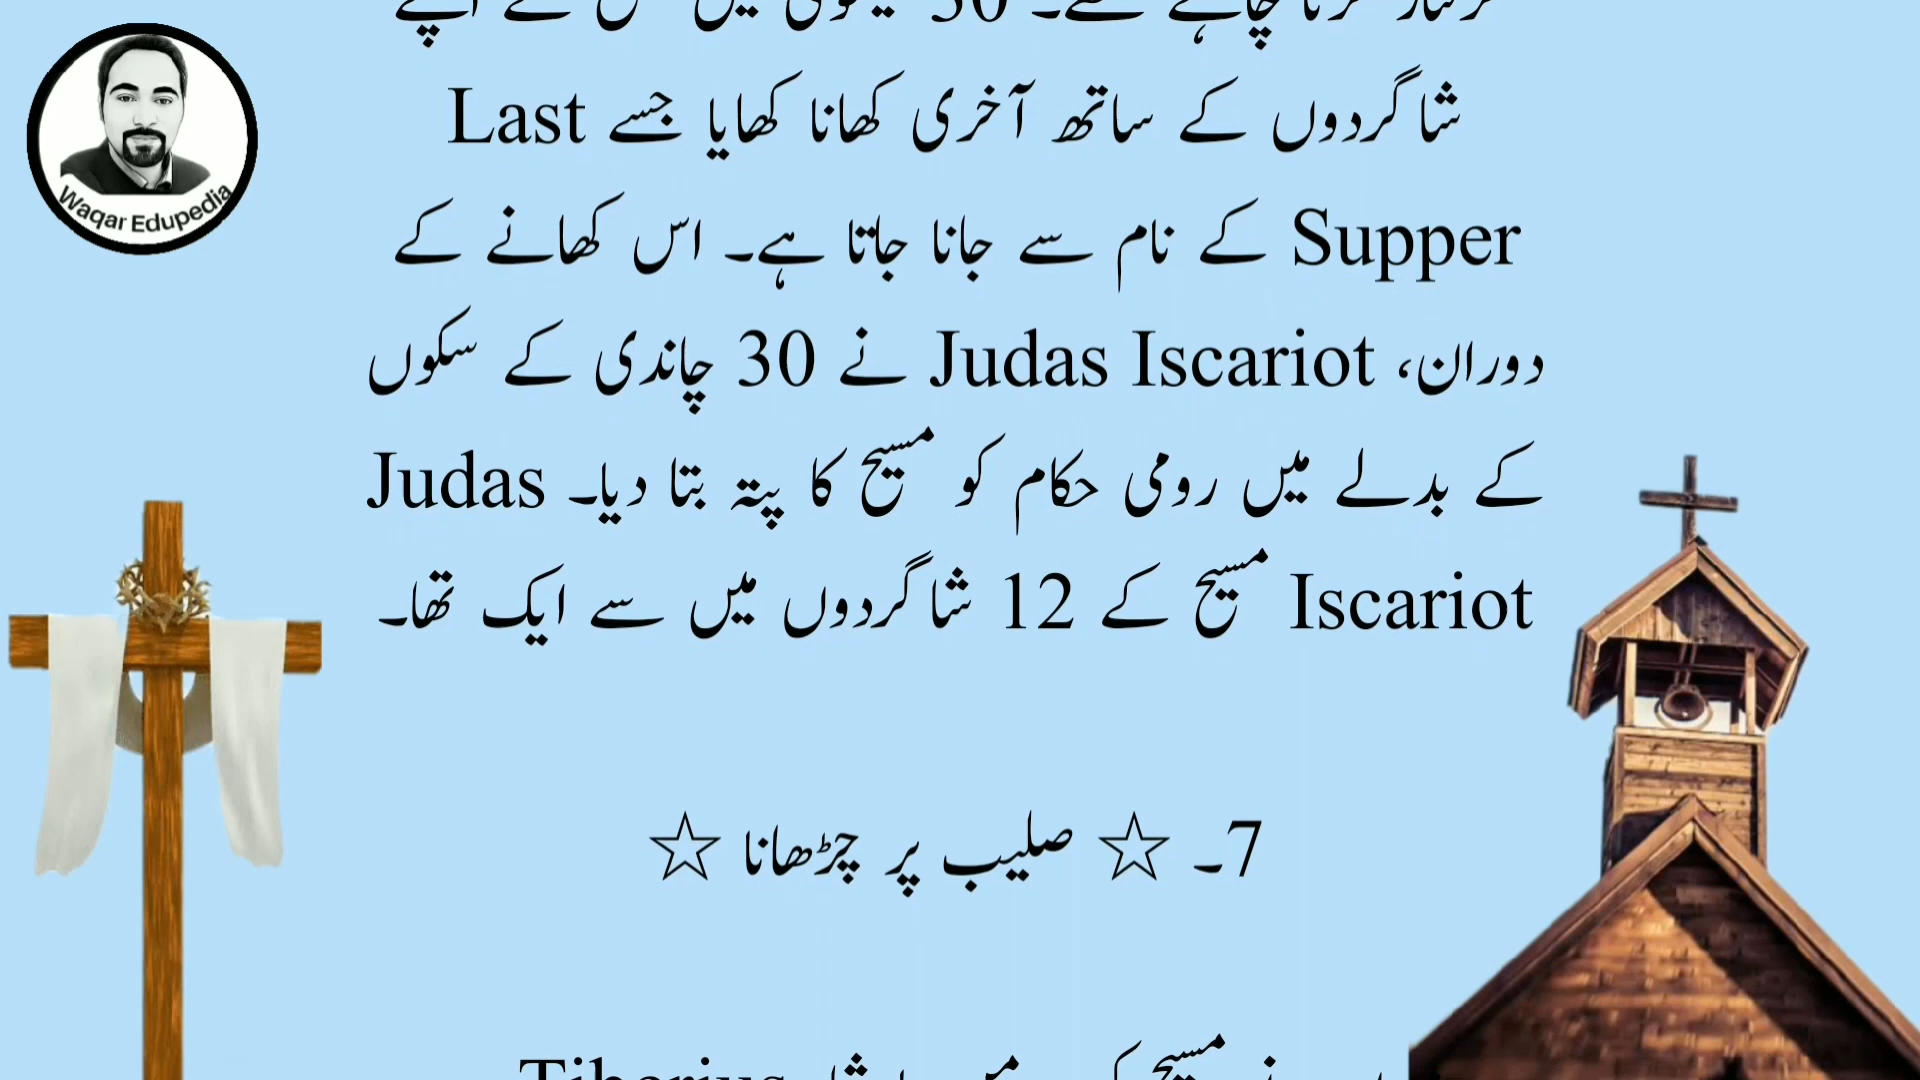 Waqar Edupedia
شاگردوں کے ساتھ آخری کھانا کھایا جسے Last
Supper کے نام سے جانا جاتا ہے۔ اس کھانے کے
دوران، Judas Iscariot نے 30 چاندی کے سکوں
کے بدلے میں رومی حکام کو مسیح کا پتہ بتا دیا۔ Judas
Iscariot مسیح کے 12 شاگردوں میں سے ایک تھا۔
7۔ ☆ صلیب پر چڑھانا ☆
Tiberius